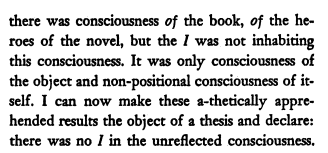 there was consciousness of the book, of the he-
roes of the novel, but the I was not inhabiting
this consciousness. It was only consciousness of
the object and non-positional consciousness of it-
self. I can now make these a-thetically appre-
hended results the object of a thesis and declare:
there was no I in the unreflected consciousness.